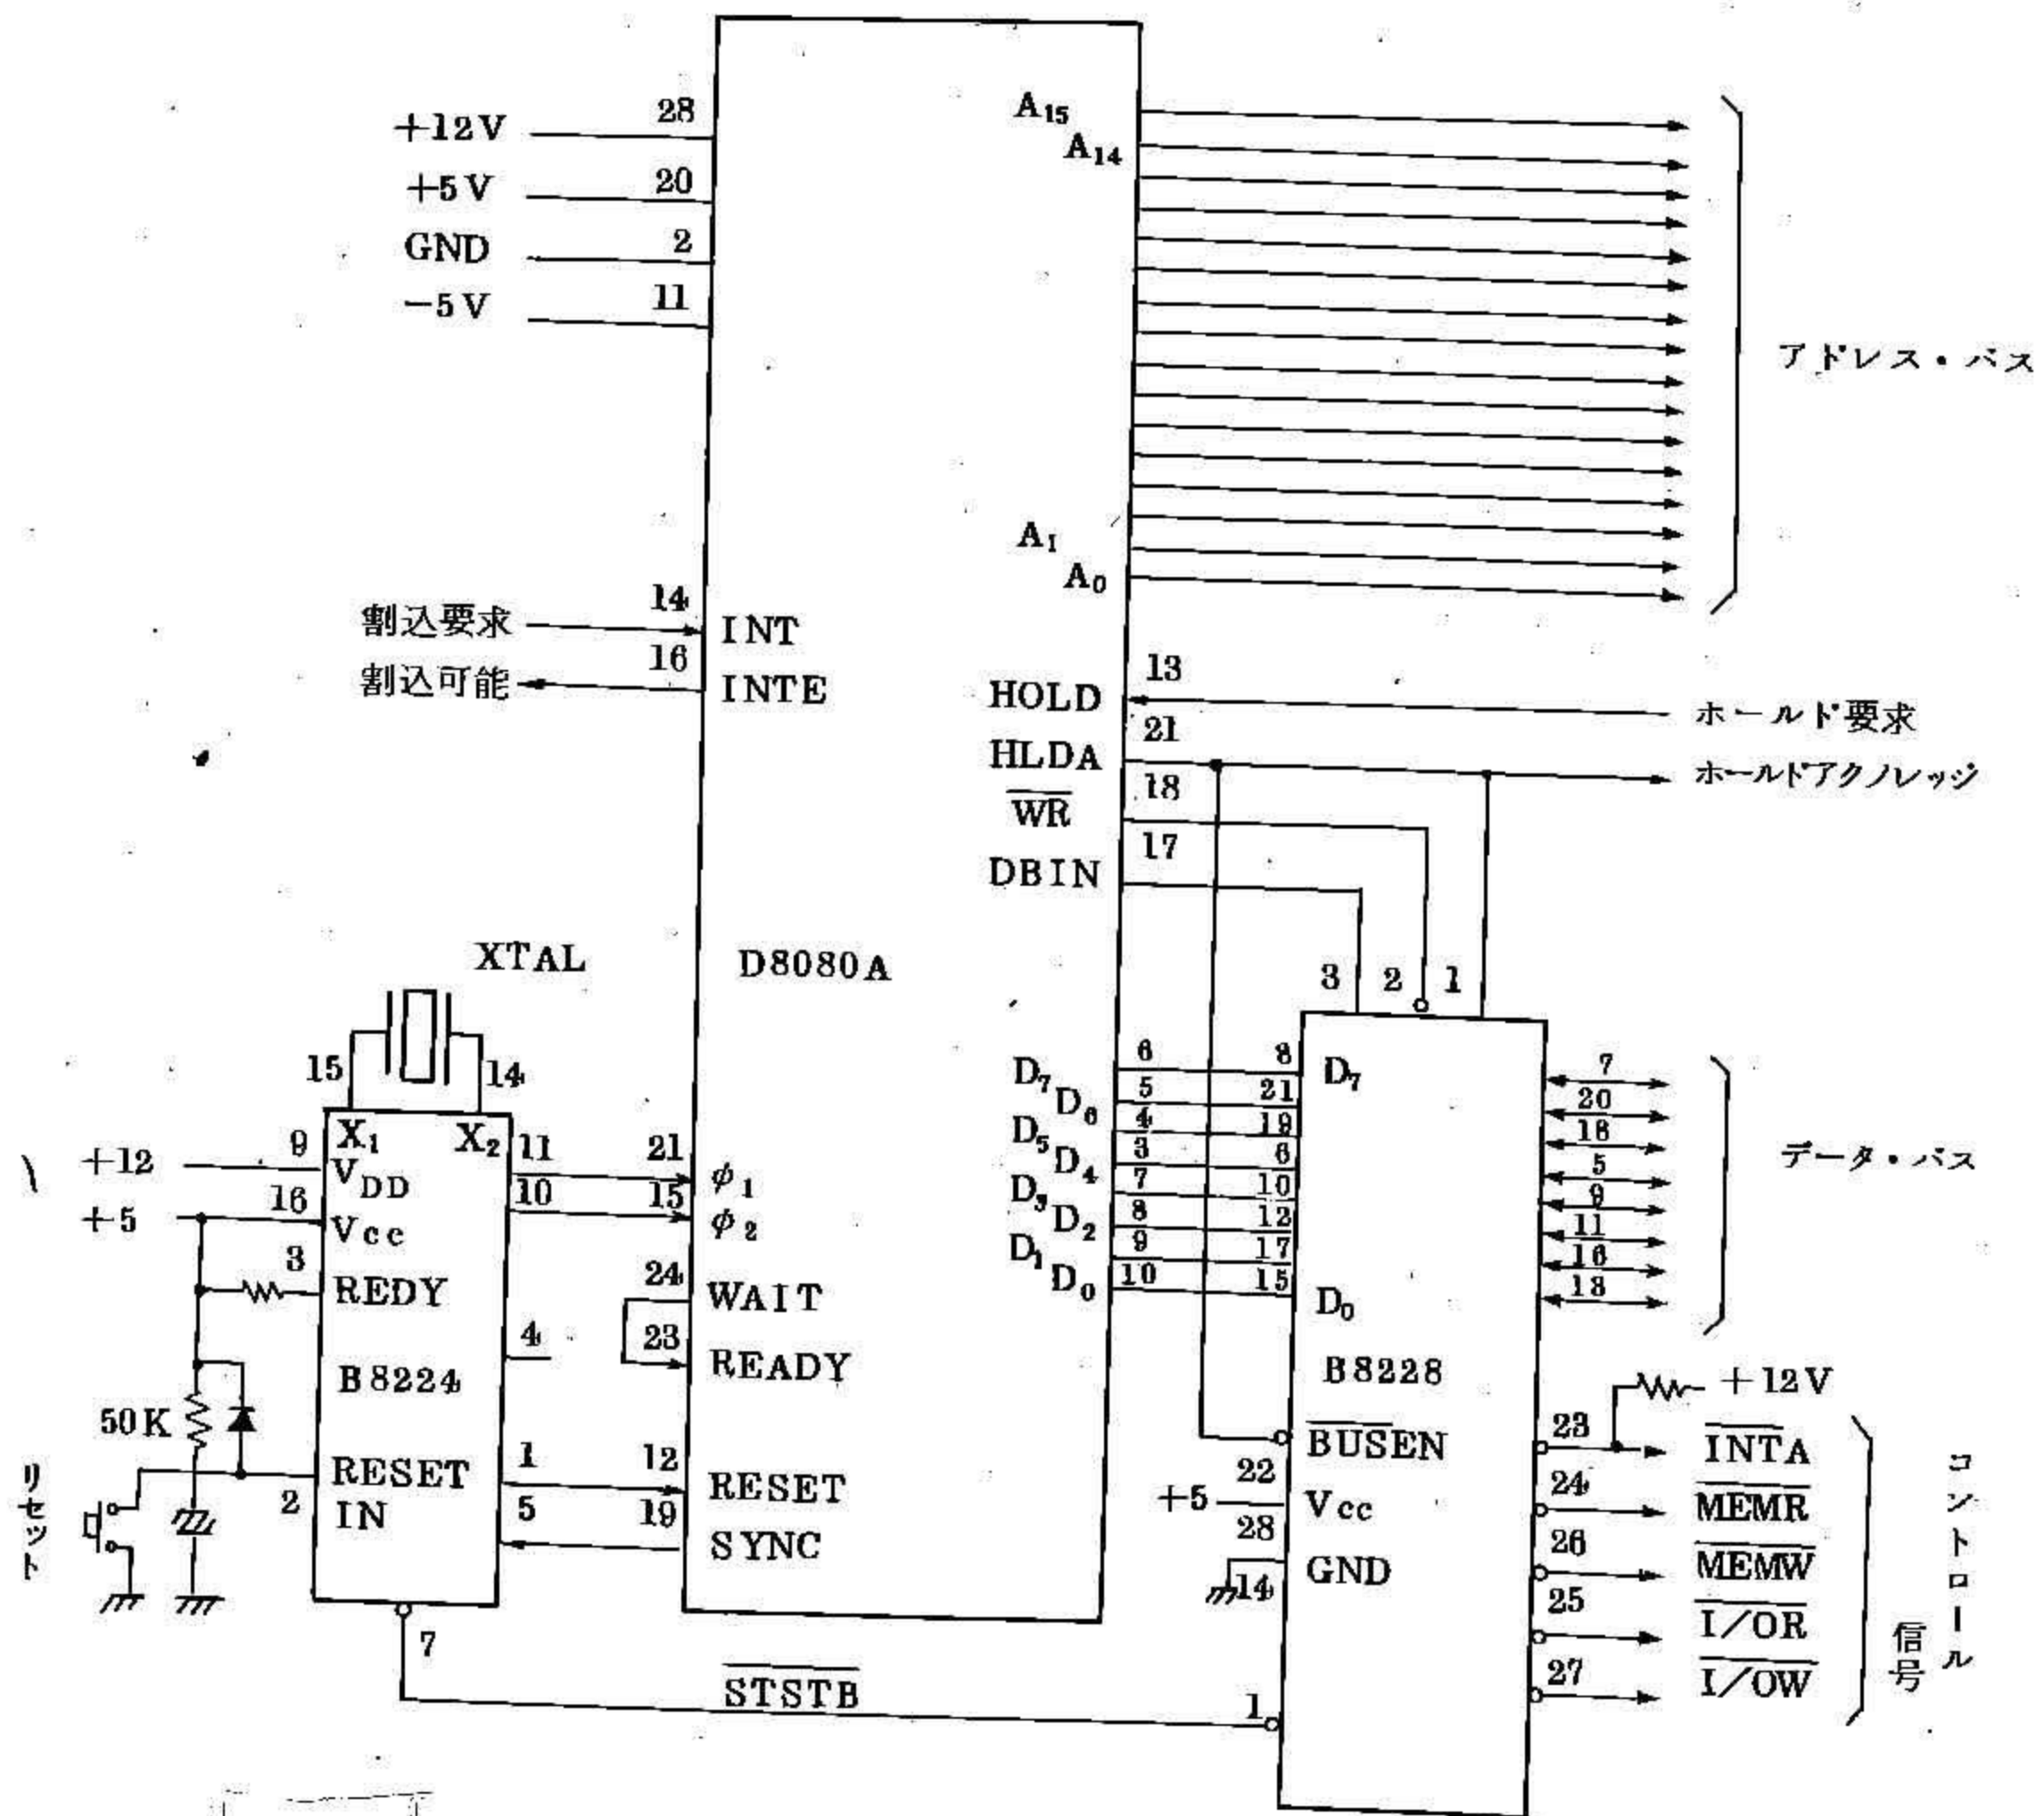 +12V 28
+5V 20
GND 2
−5V 11
A15
A14
アドレス・バス
A1
A0
割込要求 14 INT
割込可能 16 INTE
HOLD 13 ホールド要求
HLDA 21 ホールドアクノレッジ
WR 18
DBIN 17
XTAL
D8080A
3 2 1
15 14
X1 X2
+12 9 VDD
+5 16 Vcc
3 REDY
B8224
4
50K
リセット
2 RESET IN
11 21 φ1
10 15 φ2
24 WAIT
23 READY
1 12 RESET
5 19 SYNC
7 STSTB 1
D7 6 8 D7 7
D6 5 21 20
D5 4 19 18
D4 3 6 5
D3 7 10 9
D2 8 12 11
D1 9 17 16
D0 10 15 D0 18
データ・バス
B8228
+12V
BUSEN 23 INTA
22
+5 Vcc 24 MEMR
28
14 GND 26 MEMW
25 I/OR
27 I/OW
コントロール
信号